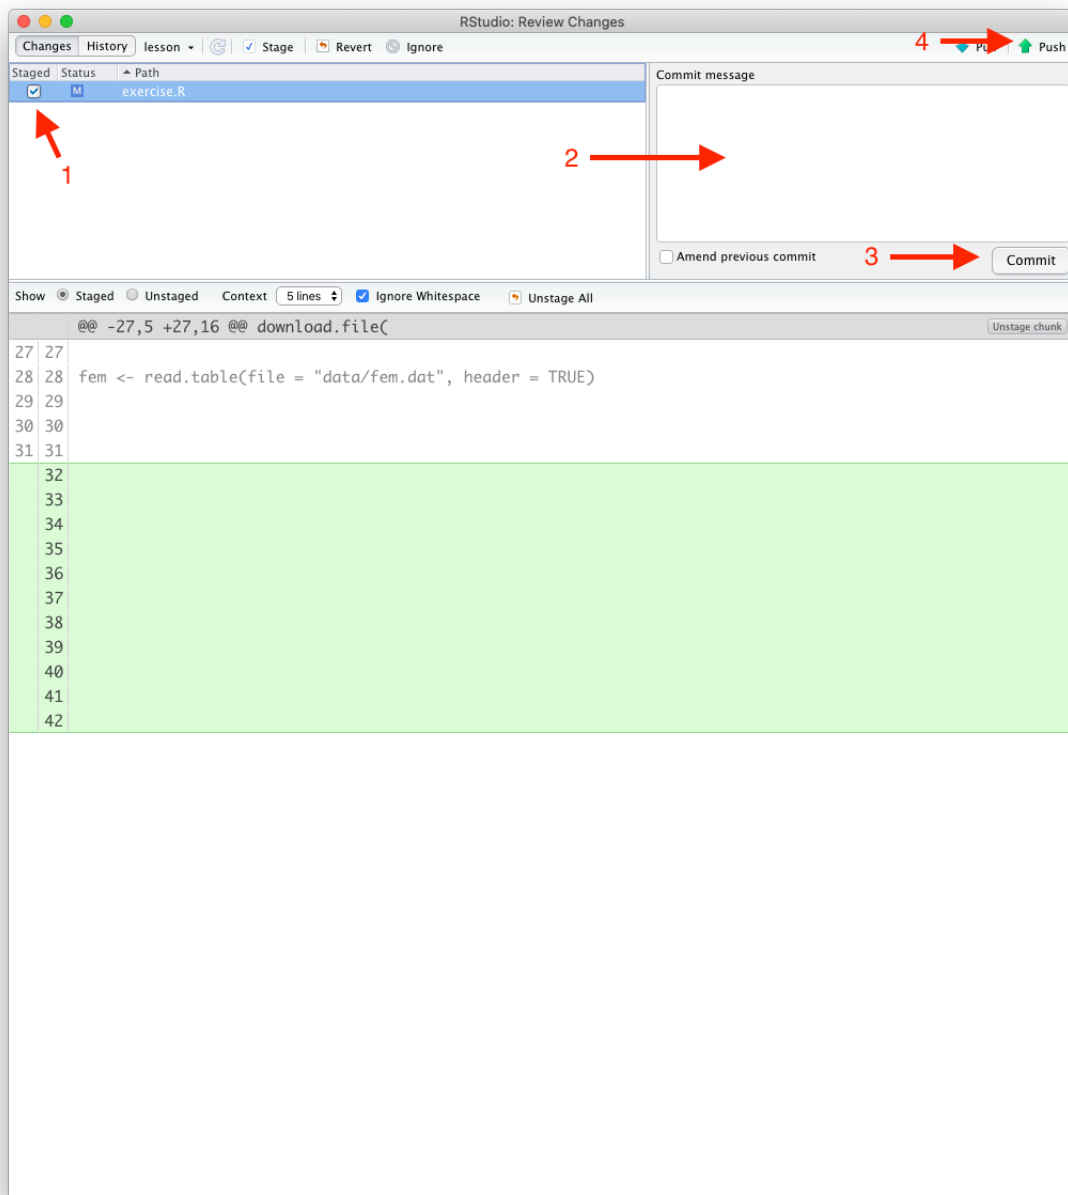 RStudio: Review Changes
Changes History lesson Stage Revert Ignore 4 Push
Staged Status Path
M exercise.R
Commit message
1
2
Amend previous commit 3 Commit
Show Staged Unstaged Context 5 lines Ignore Whitespace Unstage All
@@ -27,5 +27,16 @@ download.file( Unstage chunk
27 27
28 28 fem <- read.table(file = "data/fem.dat", header = TRUE)
29 29
30 30
31 31
32
33
34
35
36
37
38
39
40
41
42